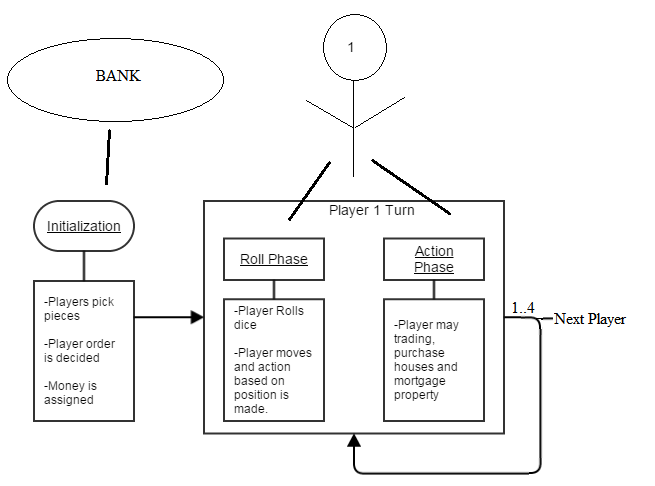 BANK
1
Initialization
-Players pick
pieces
-Player order
is decided
-Money is
assigned
Player 1 Turn
Roll Phase
-Player Rolls
dice
-Player moves
and action
based on
position is
made.
Action
Phase
-Player may
trading,
purchase
houses and
mortgage
property
1..4
Next Player